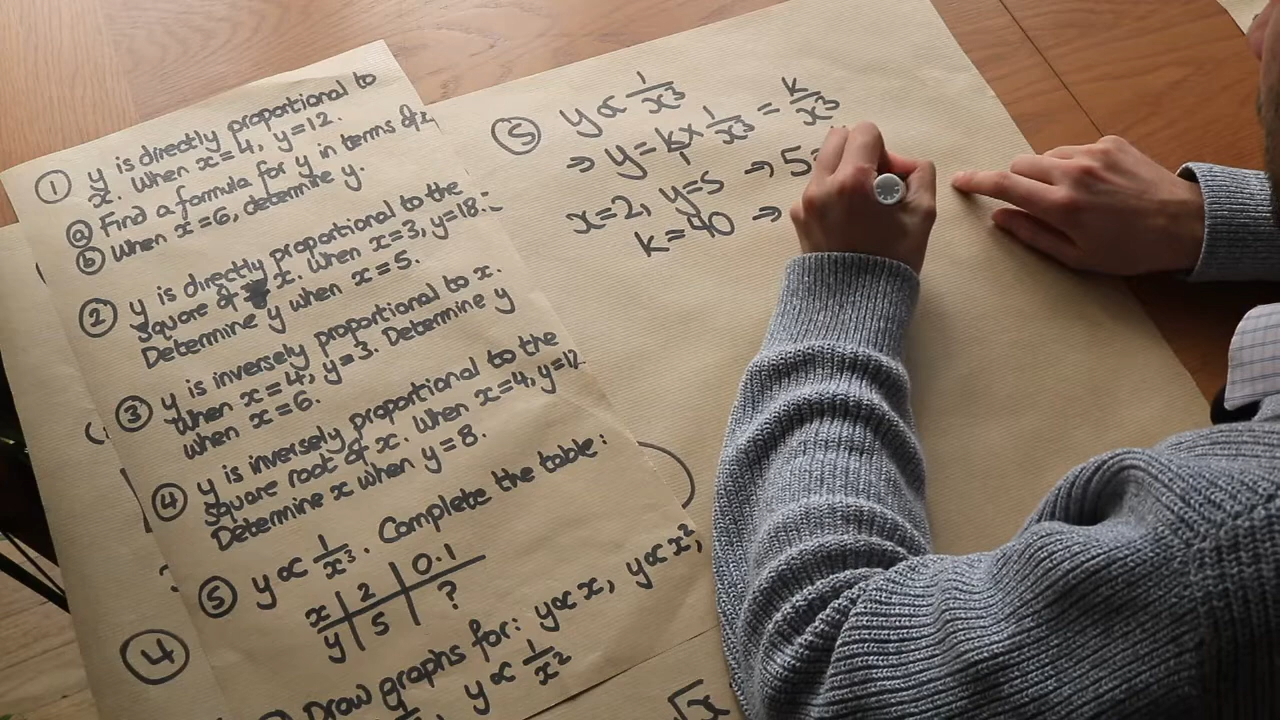 ① y is directly proportional to
x. When x=4, y=12.
ⓐ Find a formula for y in terms of x
ⓑ When x=6, determine y.
② y is directly proportional to the
square of x. When x=3, y=18.
Determine y when x=5.
③ y is inversely proportional to x.
When x=4, y=3. Determine y
when x=6.
④ y is inversely proportional to the
square root of x. When x=4, y=12.
Determine x when y=8.
⑤ y ∝ 1/x³. Complete the table:
x | 2 | 0.1
y | 5 | ?
Draw graphs for: y∝x, y∝x²,
y ∝ 1/x²
④
⑤ y ∝ 1/x³
⇒ y = k × 1/x³ = k/x³
x=2, y=5 → 5
k=40 ⇒
√x